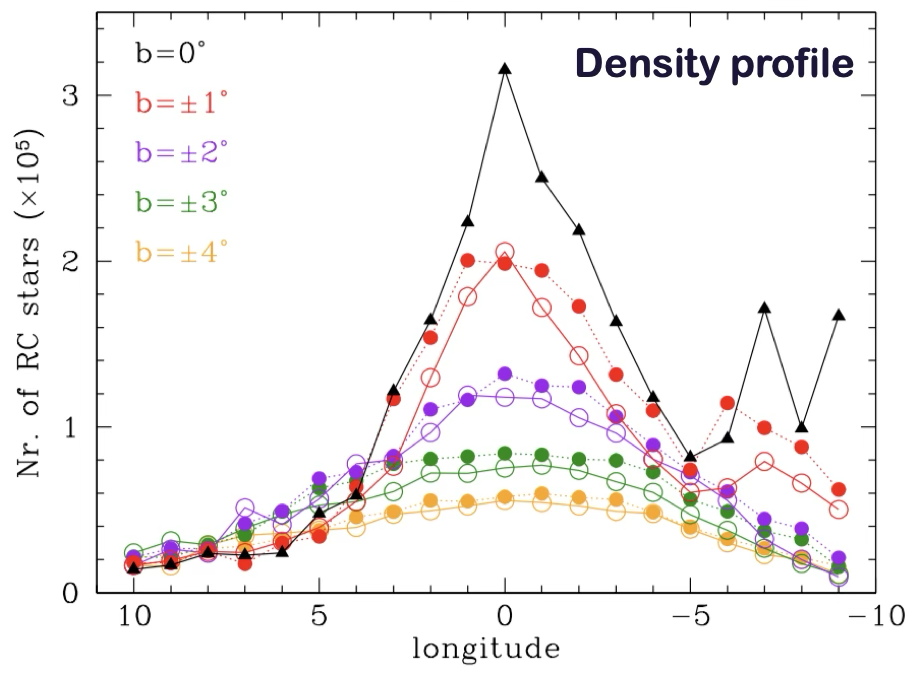 Density profile
b=0°
b=±1°
b=±2°
b=±3°
b=±4°
Nr. of RC stars (×10⁵)
3
2
1
0
10 5 0 −5 −10
longitude